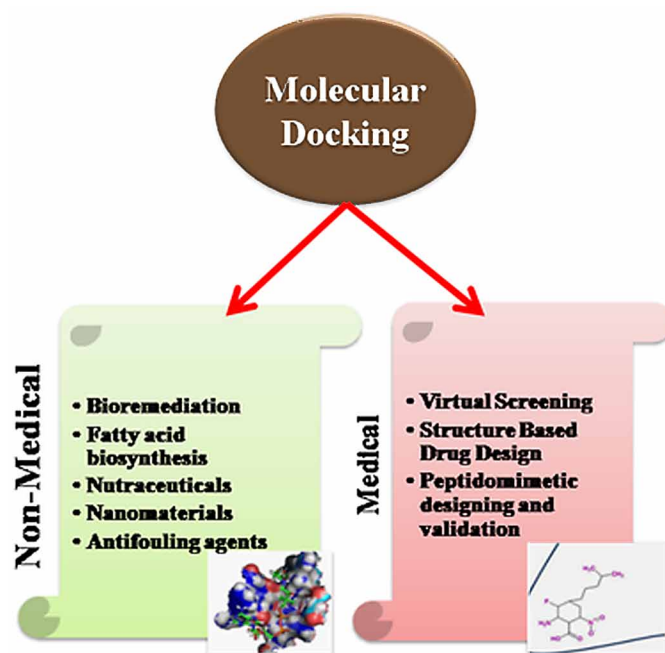 Molecular
Docking
Non-Medical
• Bioremediation
• Fatty acid
biosynthesis
• Nutraceuticals
• Nanomaterials
• Antifouling agents
Medical
• Virtual Screening
• Structure Based
Drug Design
• Peptidomimetic
designing and
validation